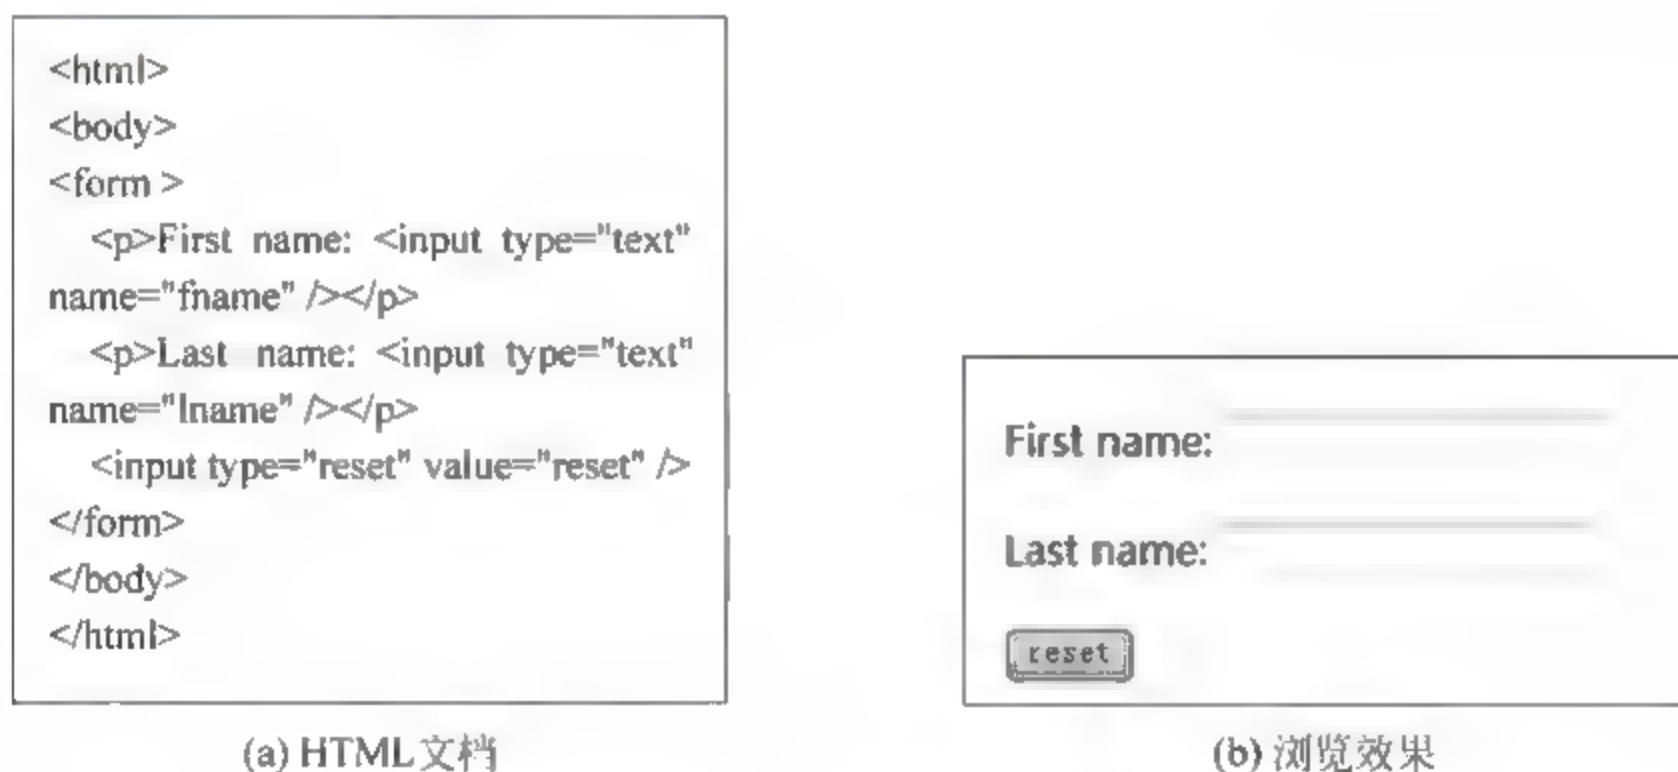 <html>
<body>
<form >
<p>First name: <input type="text"
name="fname" /></p>
<p>Last name: <input type="text"
name="lname" /></p>
<input type="reset" value="reset" />
</form>
</body>
</html>
(a) HTML文档
First name:
Last name:
reset
(b) 浏览效果